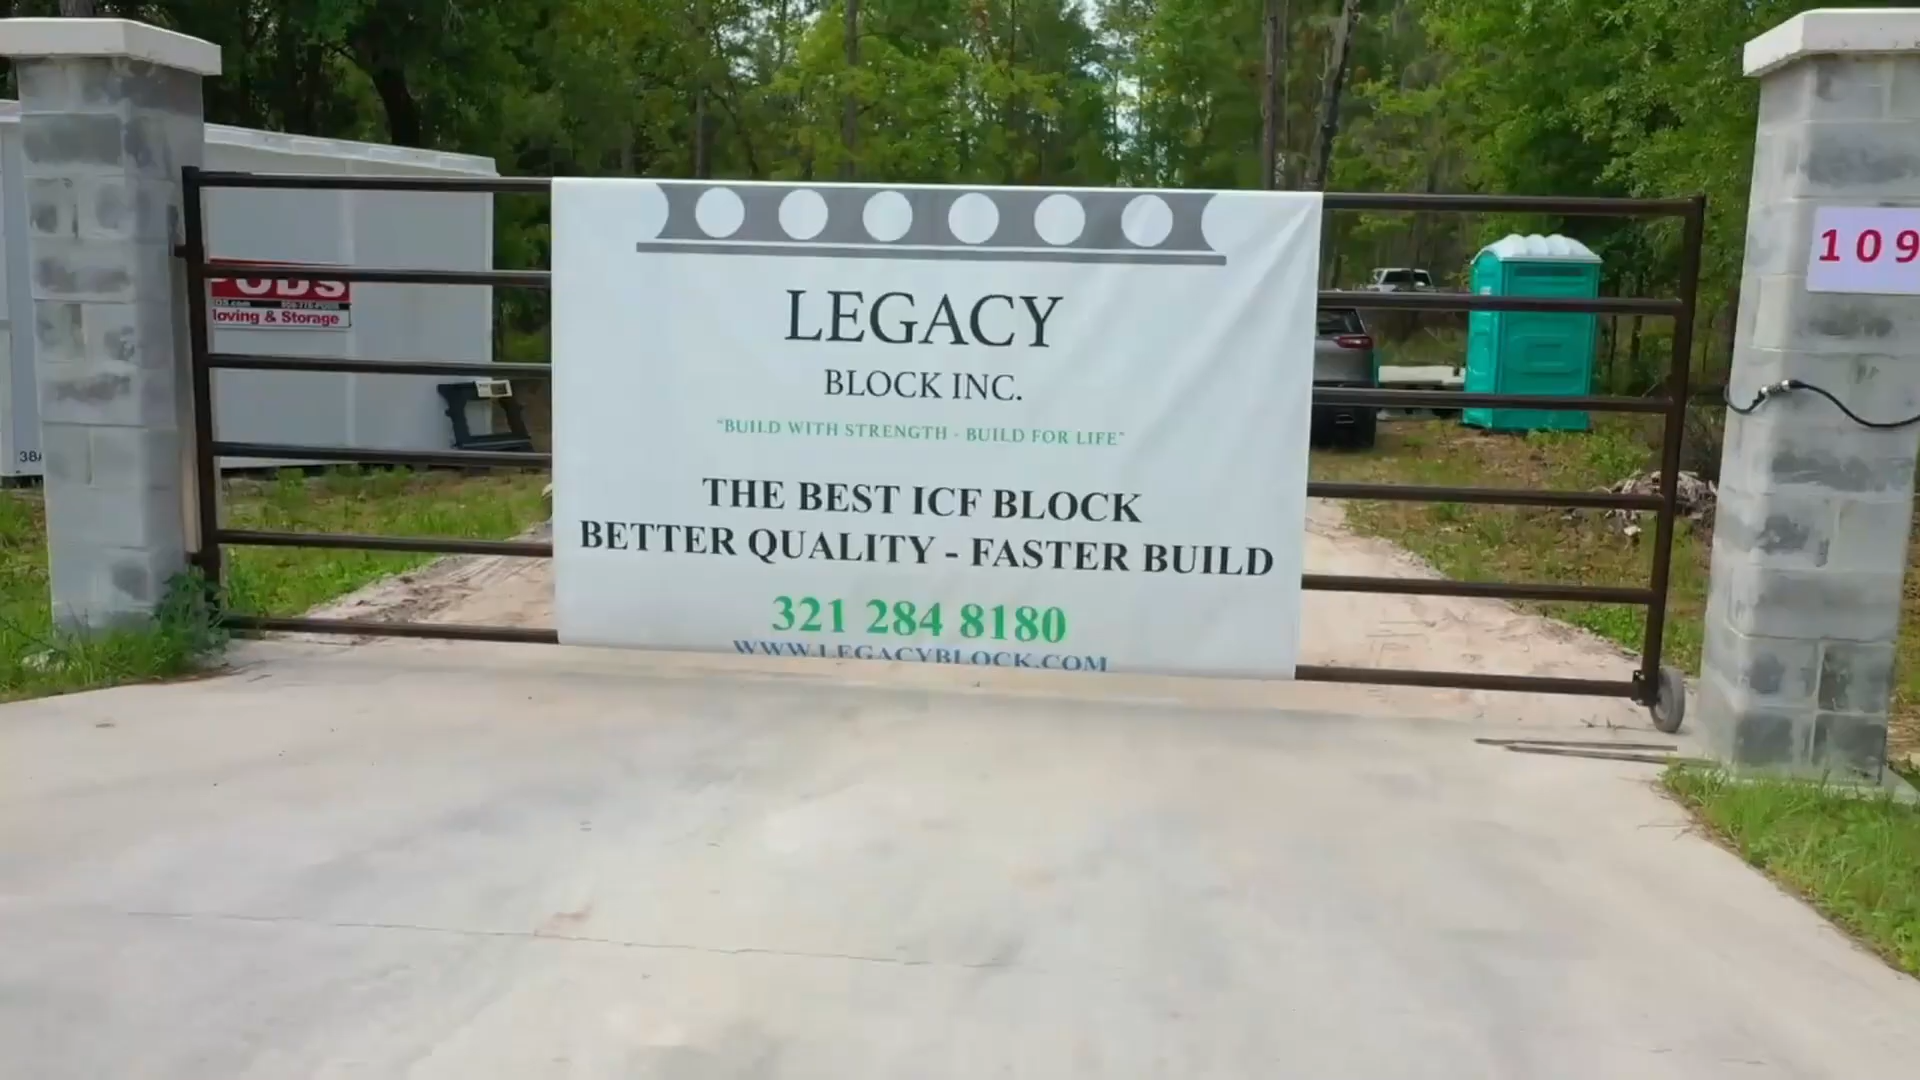 LEGACY
BLOCK INC.
"BUILD WITH STRENGTH - BUILD FOR LIFE"
THE BEST ICF BLOCK
BETTER QUALITY - FASTER BUILD
321 284 8180
WWW.LEGACYBLOCK.COM
PODS
Moving & Storage
109